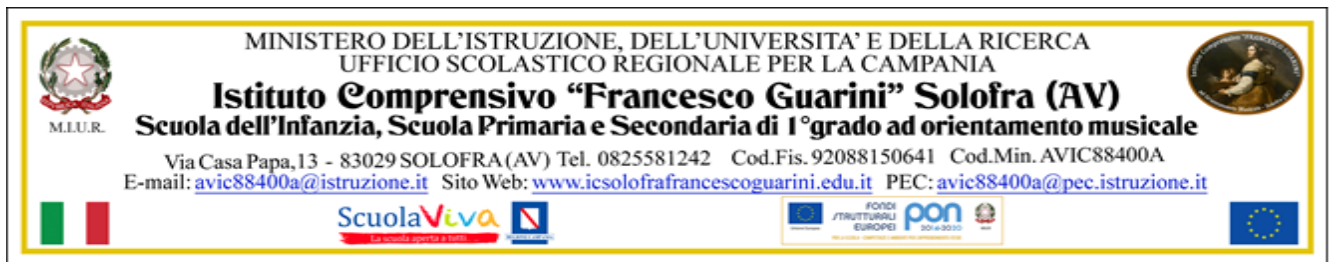 MINISTERO DELL'ISTRUZIONE, DELL'UNIVERSITA' E DELLA RICERCA
UFFICIO SCOLASTICO REGIONALE PER LA CAMPANIA
Istituto Comprensivo “Francesco Guarini” Solofra (AV)
Scuola dell'Infanzia, Scuola Primaria e Secondaria di 1°grado ad orientamento musicale
M.I.U.R.
Via Casa Papa,13 - 83029 SOLOFRA (AV) Tel. 0825581242 Cod.Fis. 92088150641 Cod.Min. AVIC88400A
E-mail: avic88400a@istruzione.it Sito Web: www.icsolofrafrancescoguarini.edu.it PEC: avic88400a@pec.istruzione.it
ScuolaViva
La scuola aperta a tutti
FONDI
STRUTTURALI
EUROPEI
pon
2014-2020